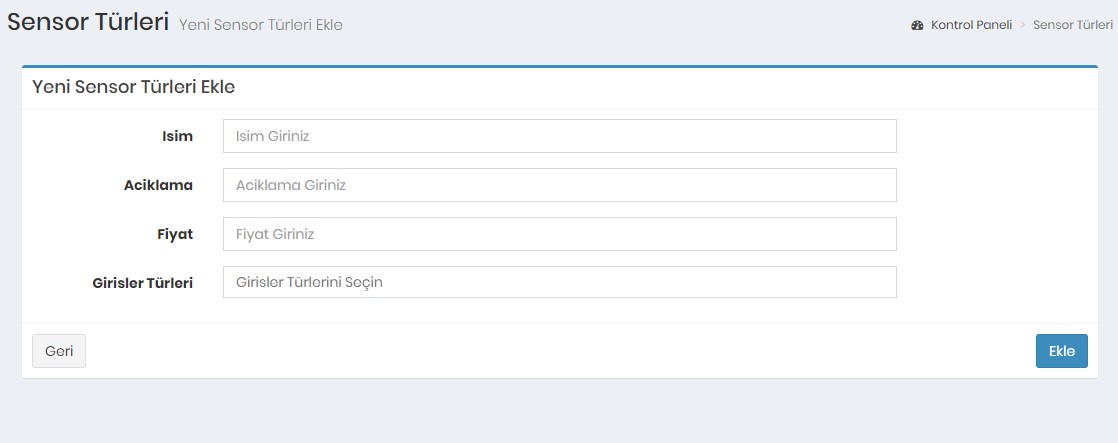 Sensor Türleri Yeni Sensor Türleri Ekle
Kontrol Paneli > Sensor Türleri
Yeni Sensor Türleri Ekle
Isim Isim Giriniz
Aciklama Aciklama Giriniz
Fiyat Fiyat Giriniz
Girisler Türleri Girisler Türlerini Seçin
Geri Ekle